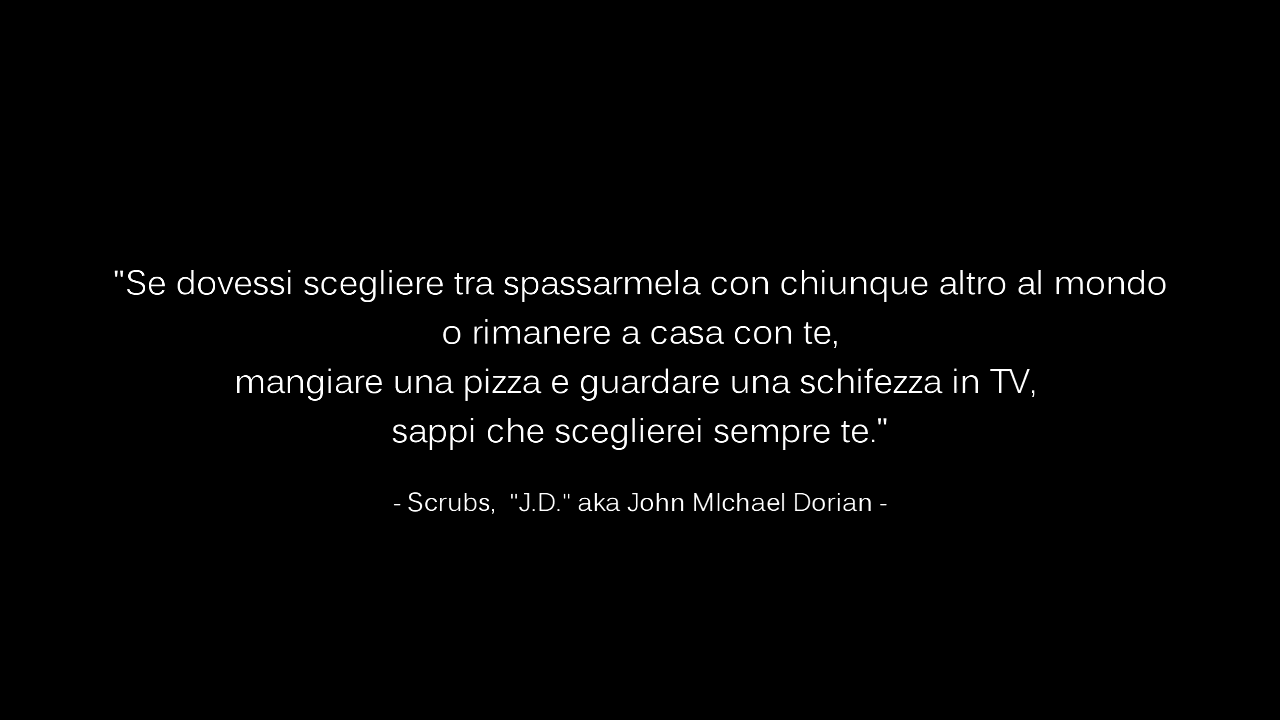 "Se dovessi scegliere tra spassarmela con chiunque altro al mondo
o rimanere a casa con te,
mangiare una pizza e guardare una schifezza in TV,
sappi che sceglierei sempre te."
- Scrubs,  "J.D." aka John MIchael Dorian -